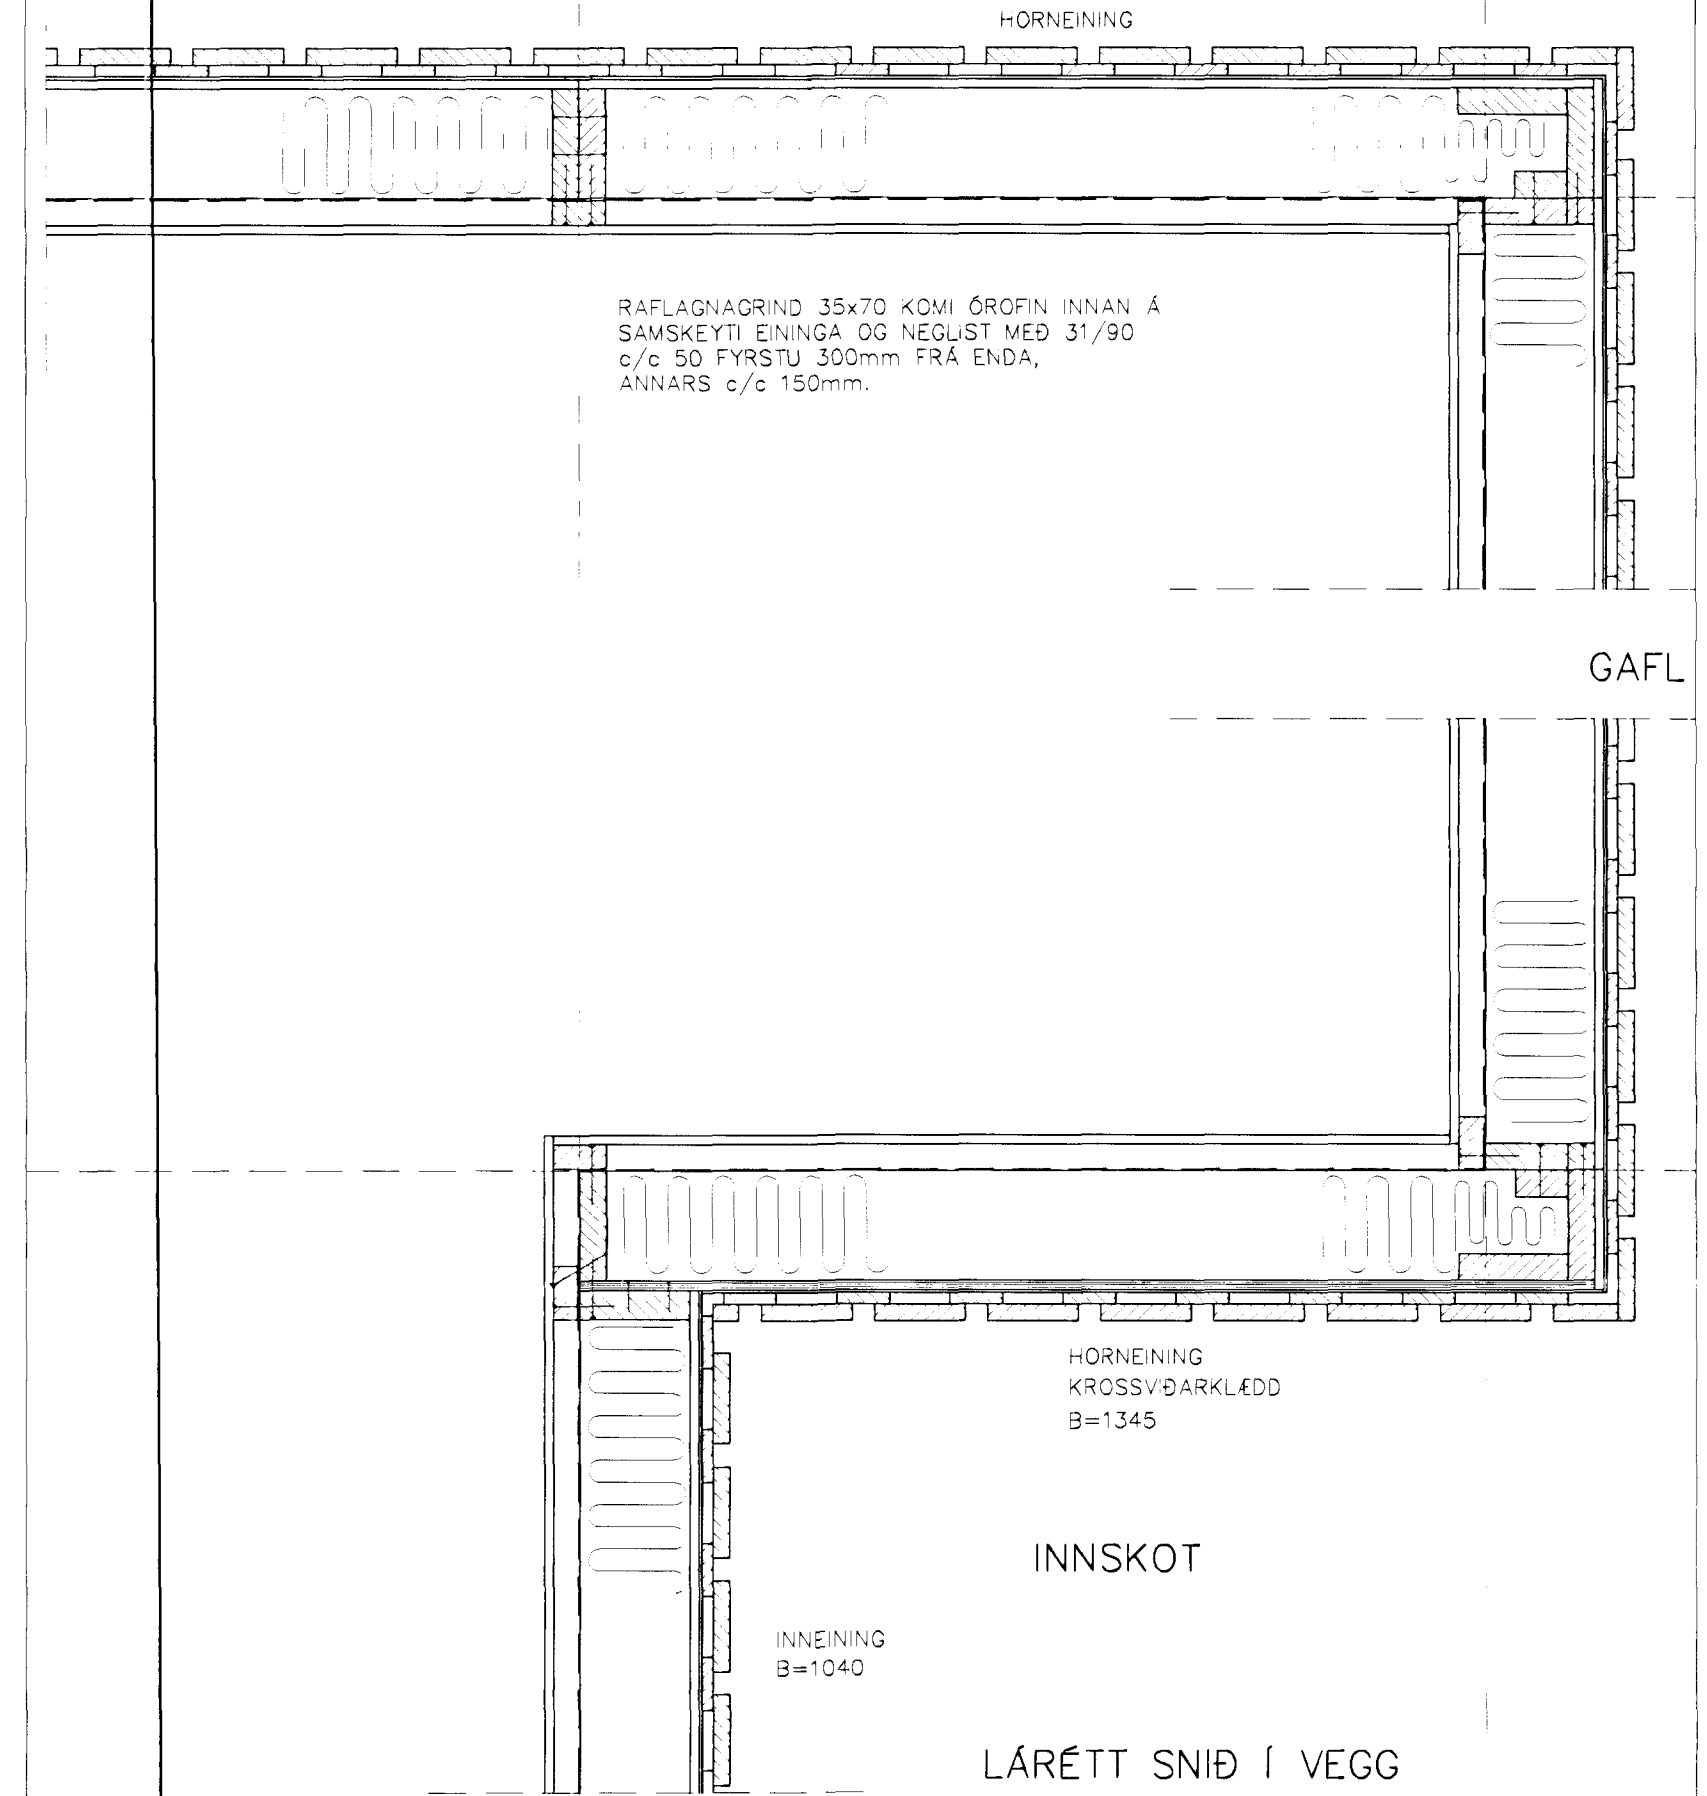 HORNEINING
RAFLAGNAGRIND 35x70 KOMI ÓROFIN INNAN Á
SAMSKEYTI EININGA OG NEGLIST MEÐ 31/90
c/c 50 FYRSTU 300mm FRÁ ENDA,
ANNARS c/c 150mm.
GAFL
HORNEINING
KROSSVIÐARKLÆDD
B=1345
INNSKOT
INNEINING
B=1040
LÁRÉTT SNIÐ Í VEGG